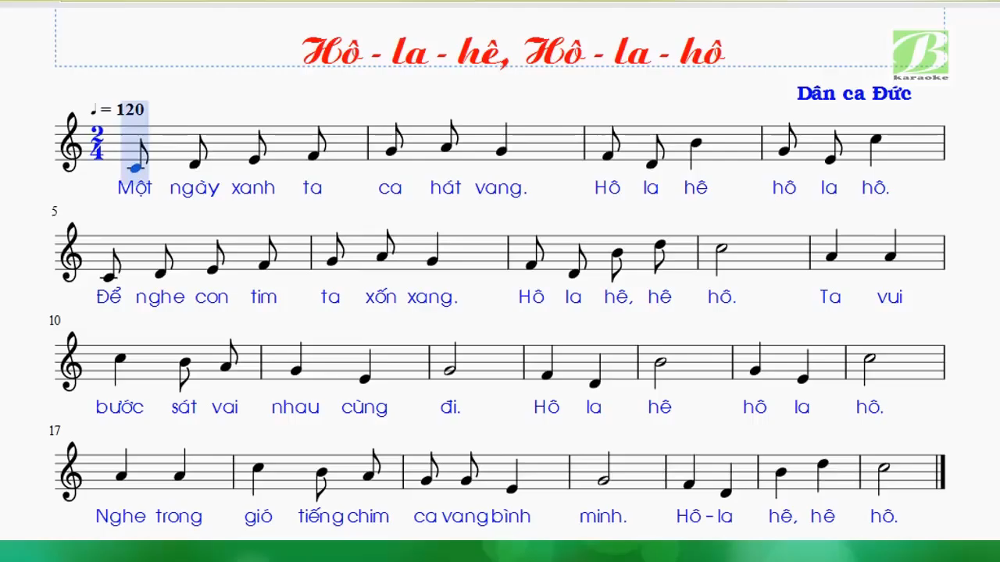 Hô - la - hê, Hô - la - hô
B
karaoke
Dân ca Đức
♩ = 120
2
4
Một ngày xanh ta ca hát vang. Hô la hê hô la hô.
5
Để nghe con tim ta xốn xang. Hô la hê, hê hô. Ta vui
10
bước sát vai nhau cùng đi. Hô la hê hô la hô.
17
Nghe trong gió tiếng chim ca vang bình minh. Hô - la hê, hê hô.